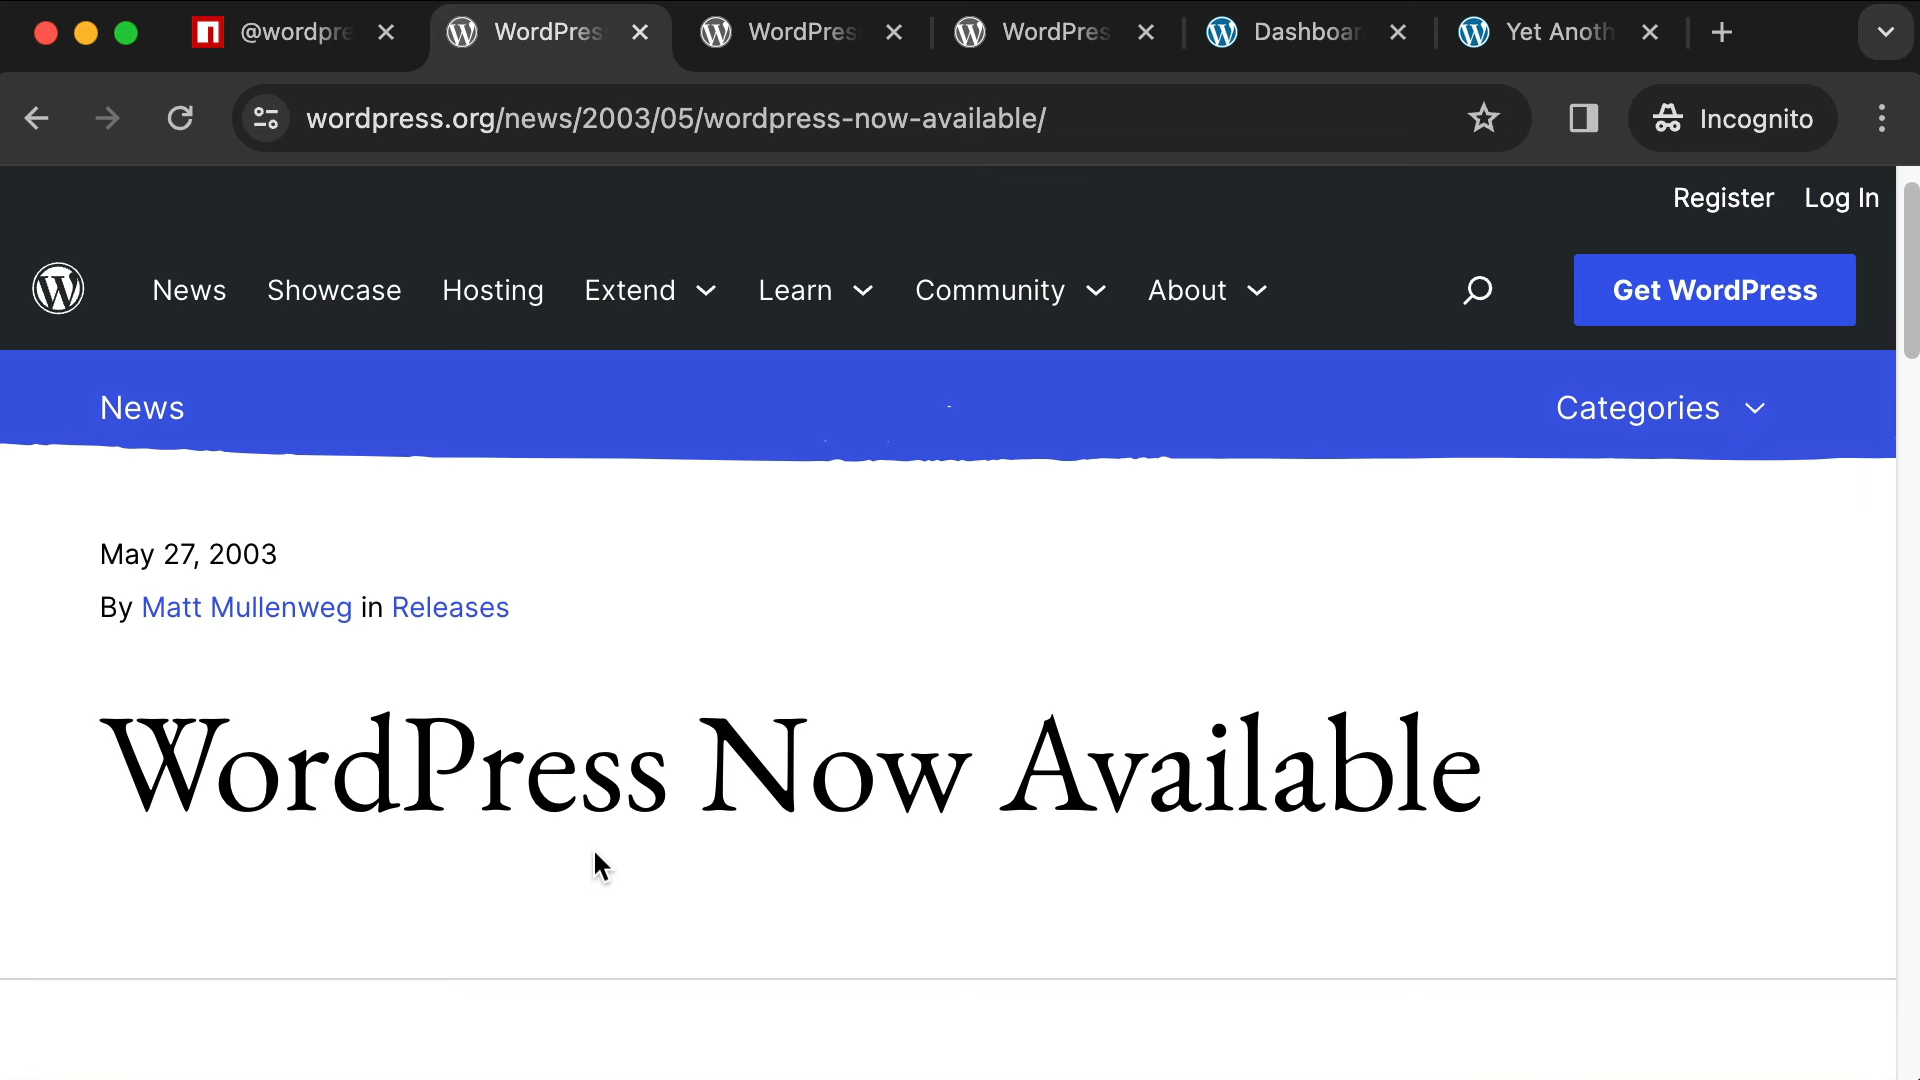 @wordpre
WordPres
WordPres
WordPres
Dashboar
Yet Anoth
wordpress.org/news/2003/05/wordpress-now-available/
Incognito
Register Log In
News Showcase Hosting Extend Learn Community About
Get WordPress
News
Categories
May 27, 2003
By Matt Mullenweg in Releases
WordPress Now Available